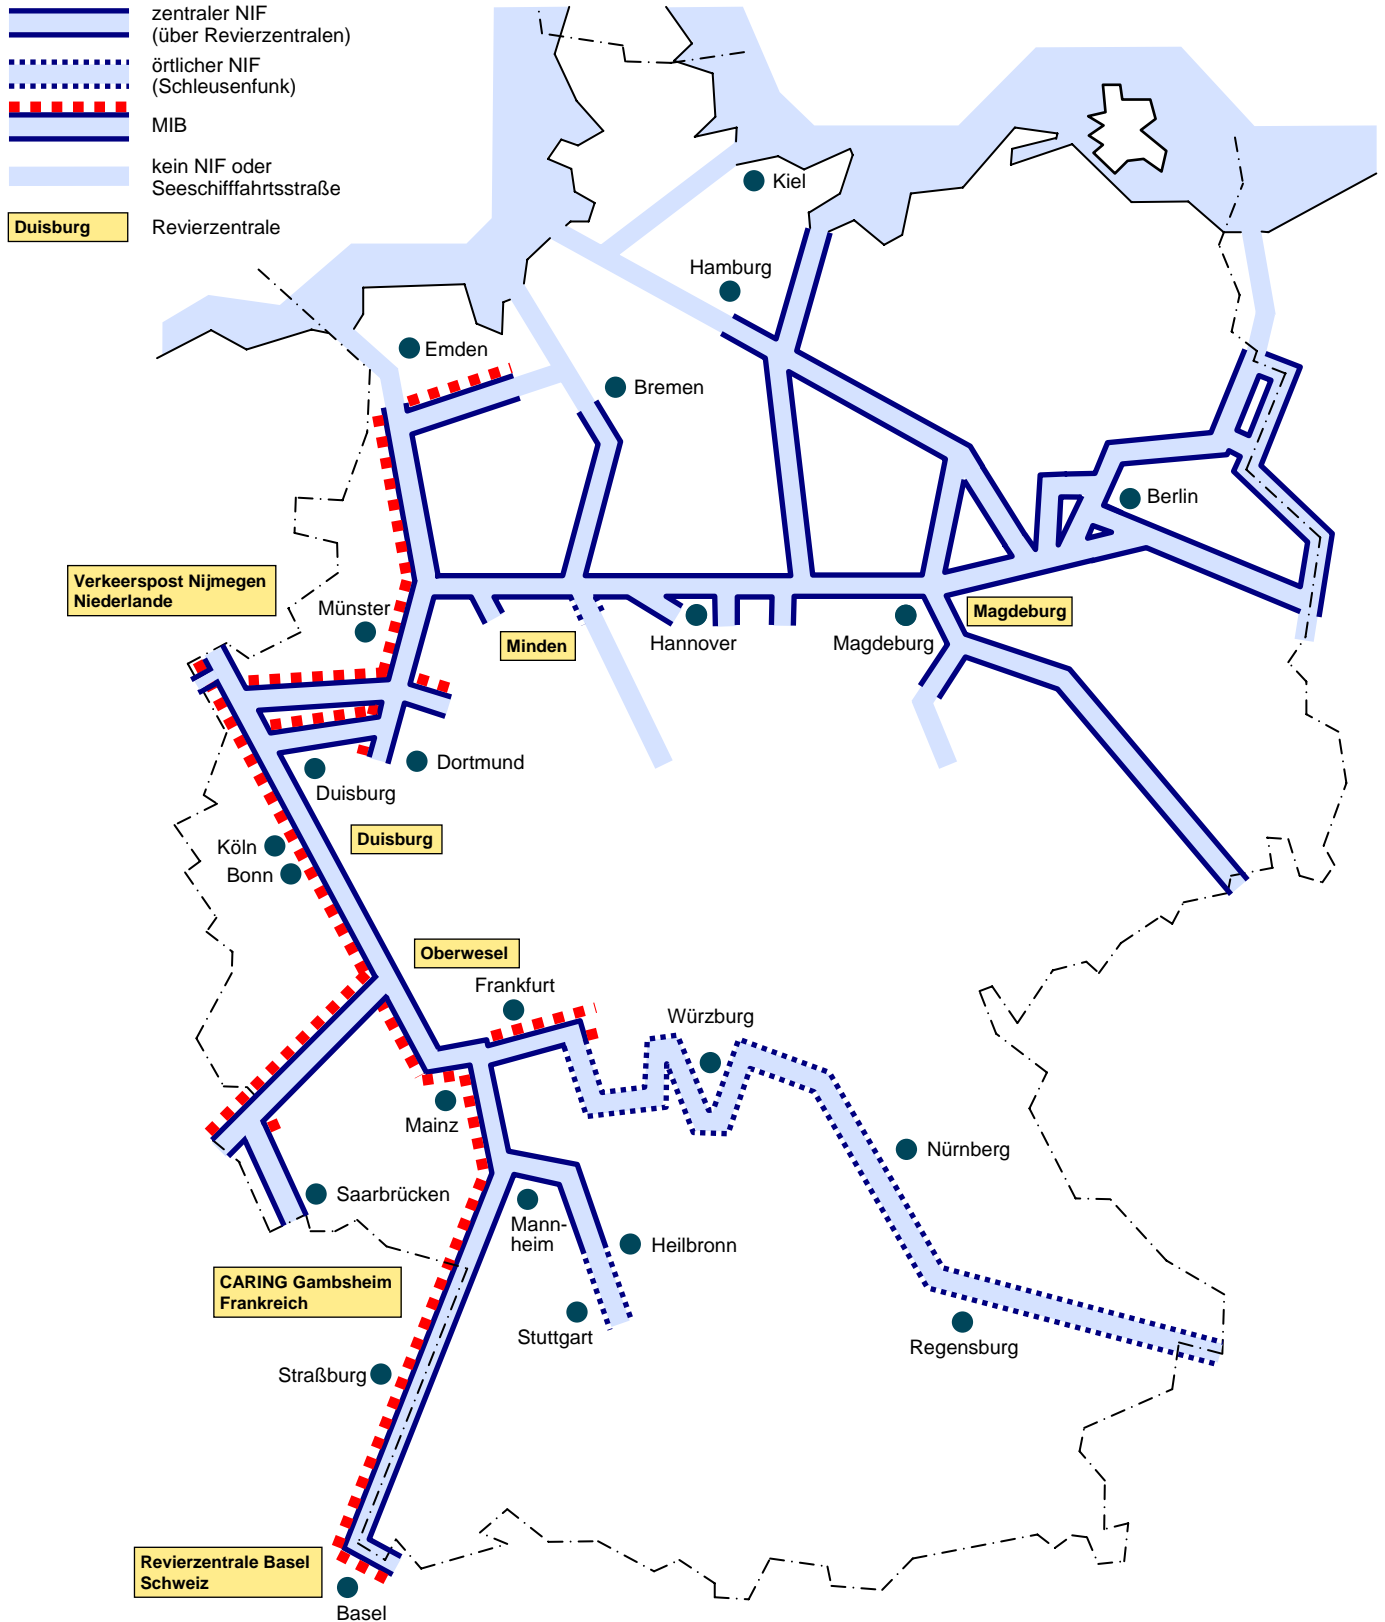 zentraler NIF
(über Revierzentralen)
örtlicher NIF
(Schleusenfunk)
MIB
kein NIF oder
Seeschifffahrtsstraße
Duisburg
Revierzentrale
Kiel
Hamburg
Emden
Bremen
Berlin
Verkeerspost Nijmegen
Niederlande
Münster
Minden
Hannover
Magdeburg
Magdeburg
Dortmund
Duisburg
Duisburg
Köln
Bonn
Oberwesel
Frankfurt
Würzburg
Mainz
Nürnberg
Saarbrücken
Mann-
heim
Heilbronn
CARING Gambsheim
Frankreich
Stuttgart
Regensburg
Straßburg
Revierzentrale Basel
Schweiz
Basel